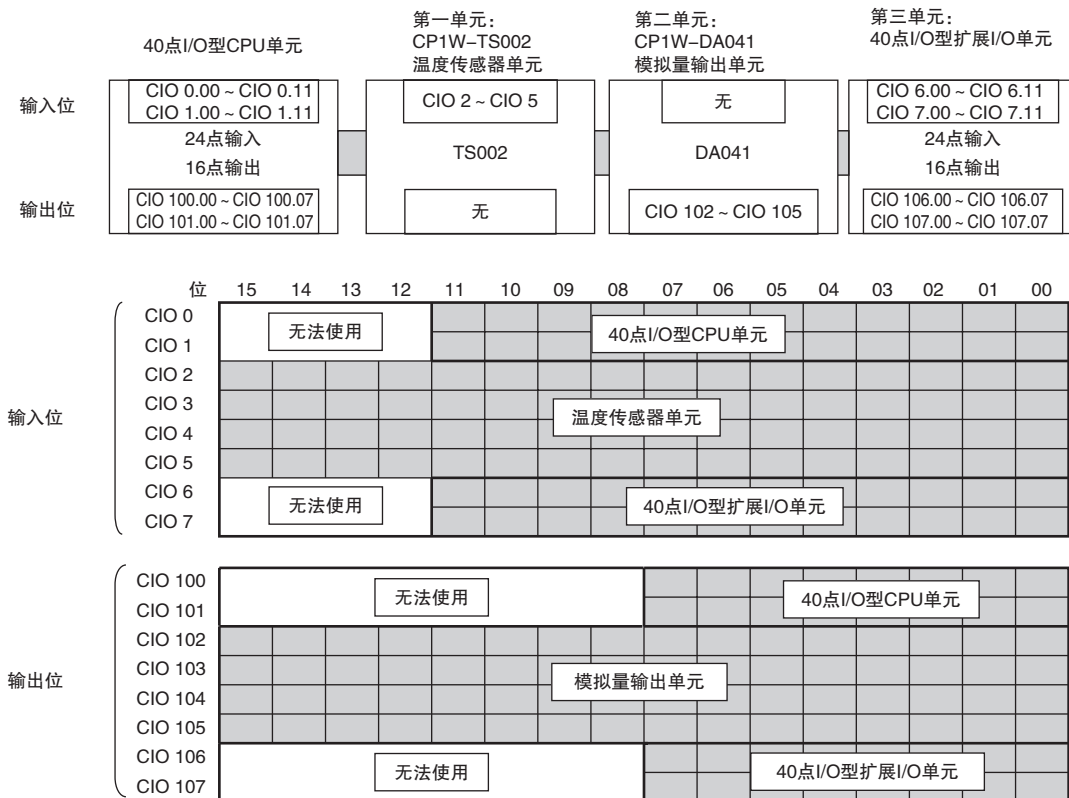 40点I/O型CPU单元
第一单元：
CP1W–TS002
温度传感器单元
第二单元：
CP1W–DA041
模拟量输出单元
第三单元：
40点I/O型扩展I/O单元
输入位
CIO 0.00 ~ CIO 0.11
CIO 1.00 ~ CIO 1.11
CIO 2 ~ CIO 5
无
CIO 6.00 ~ CIO 6.11
CIO 7.00 ~ CIO 7.11
24点输入
16点输出
TS002
DA041
24点输入
16点输出
输出位
CIO 100.00 ~ CIO 100.07
CIO 101.00 ~ CIO 101.07
无
CIO 102 ~ CIO 105
CIO 106.00 ~ CIO 106.07
CIO 107.00 ~ CIO 107.07
位 15 14 13 12 11 10 09 08 07 06 05 04 03 02 01 00
输入位
CIO 0
CIO 1
CIO 2
CIO 3
CIO 4
CIO 5
CIO 6
CIO 7
无法使用
40点I/O型CPU单元
温度传感器单元
无法使用
40点I/O型扩展I/O单元
输出位
CIO 100
CIO 101
CIO 102
CIO 103
CIO 104
CIO 105
CIO 106
CIO 107
无法使用
40点I/O型CPU单元
模拟量输出单元
无法使用
40点I/O型扩展I/O单元